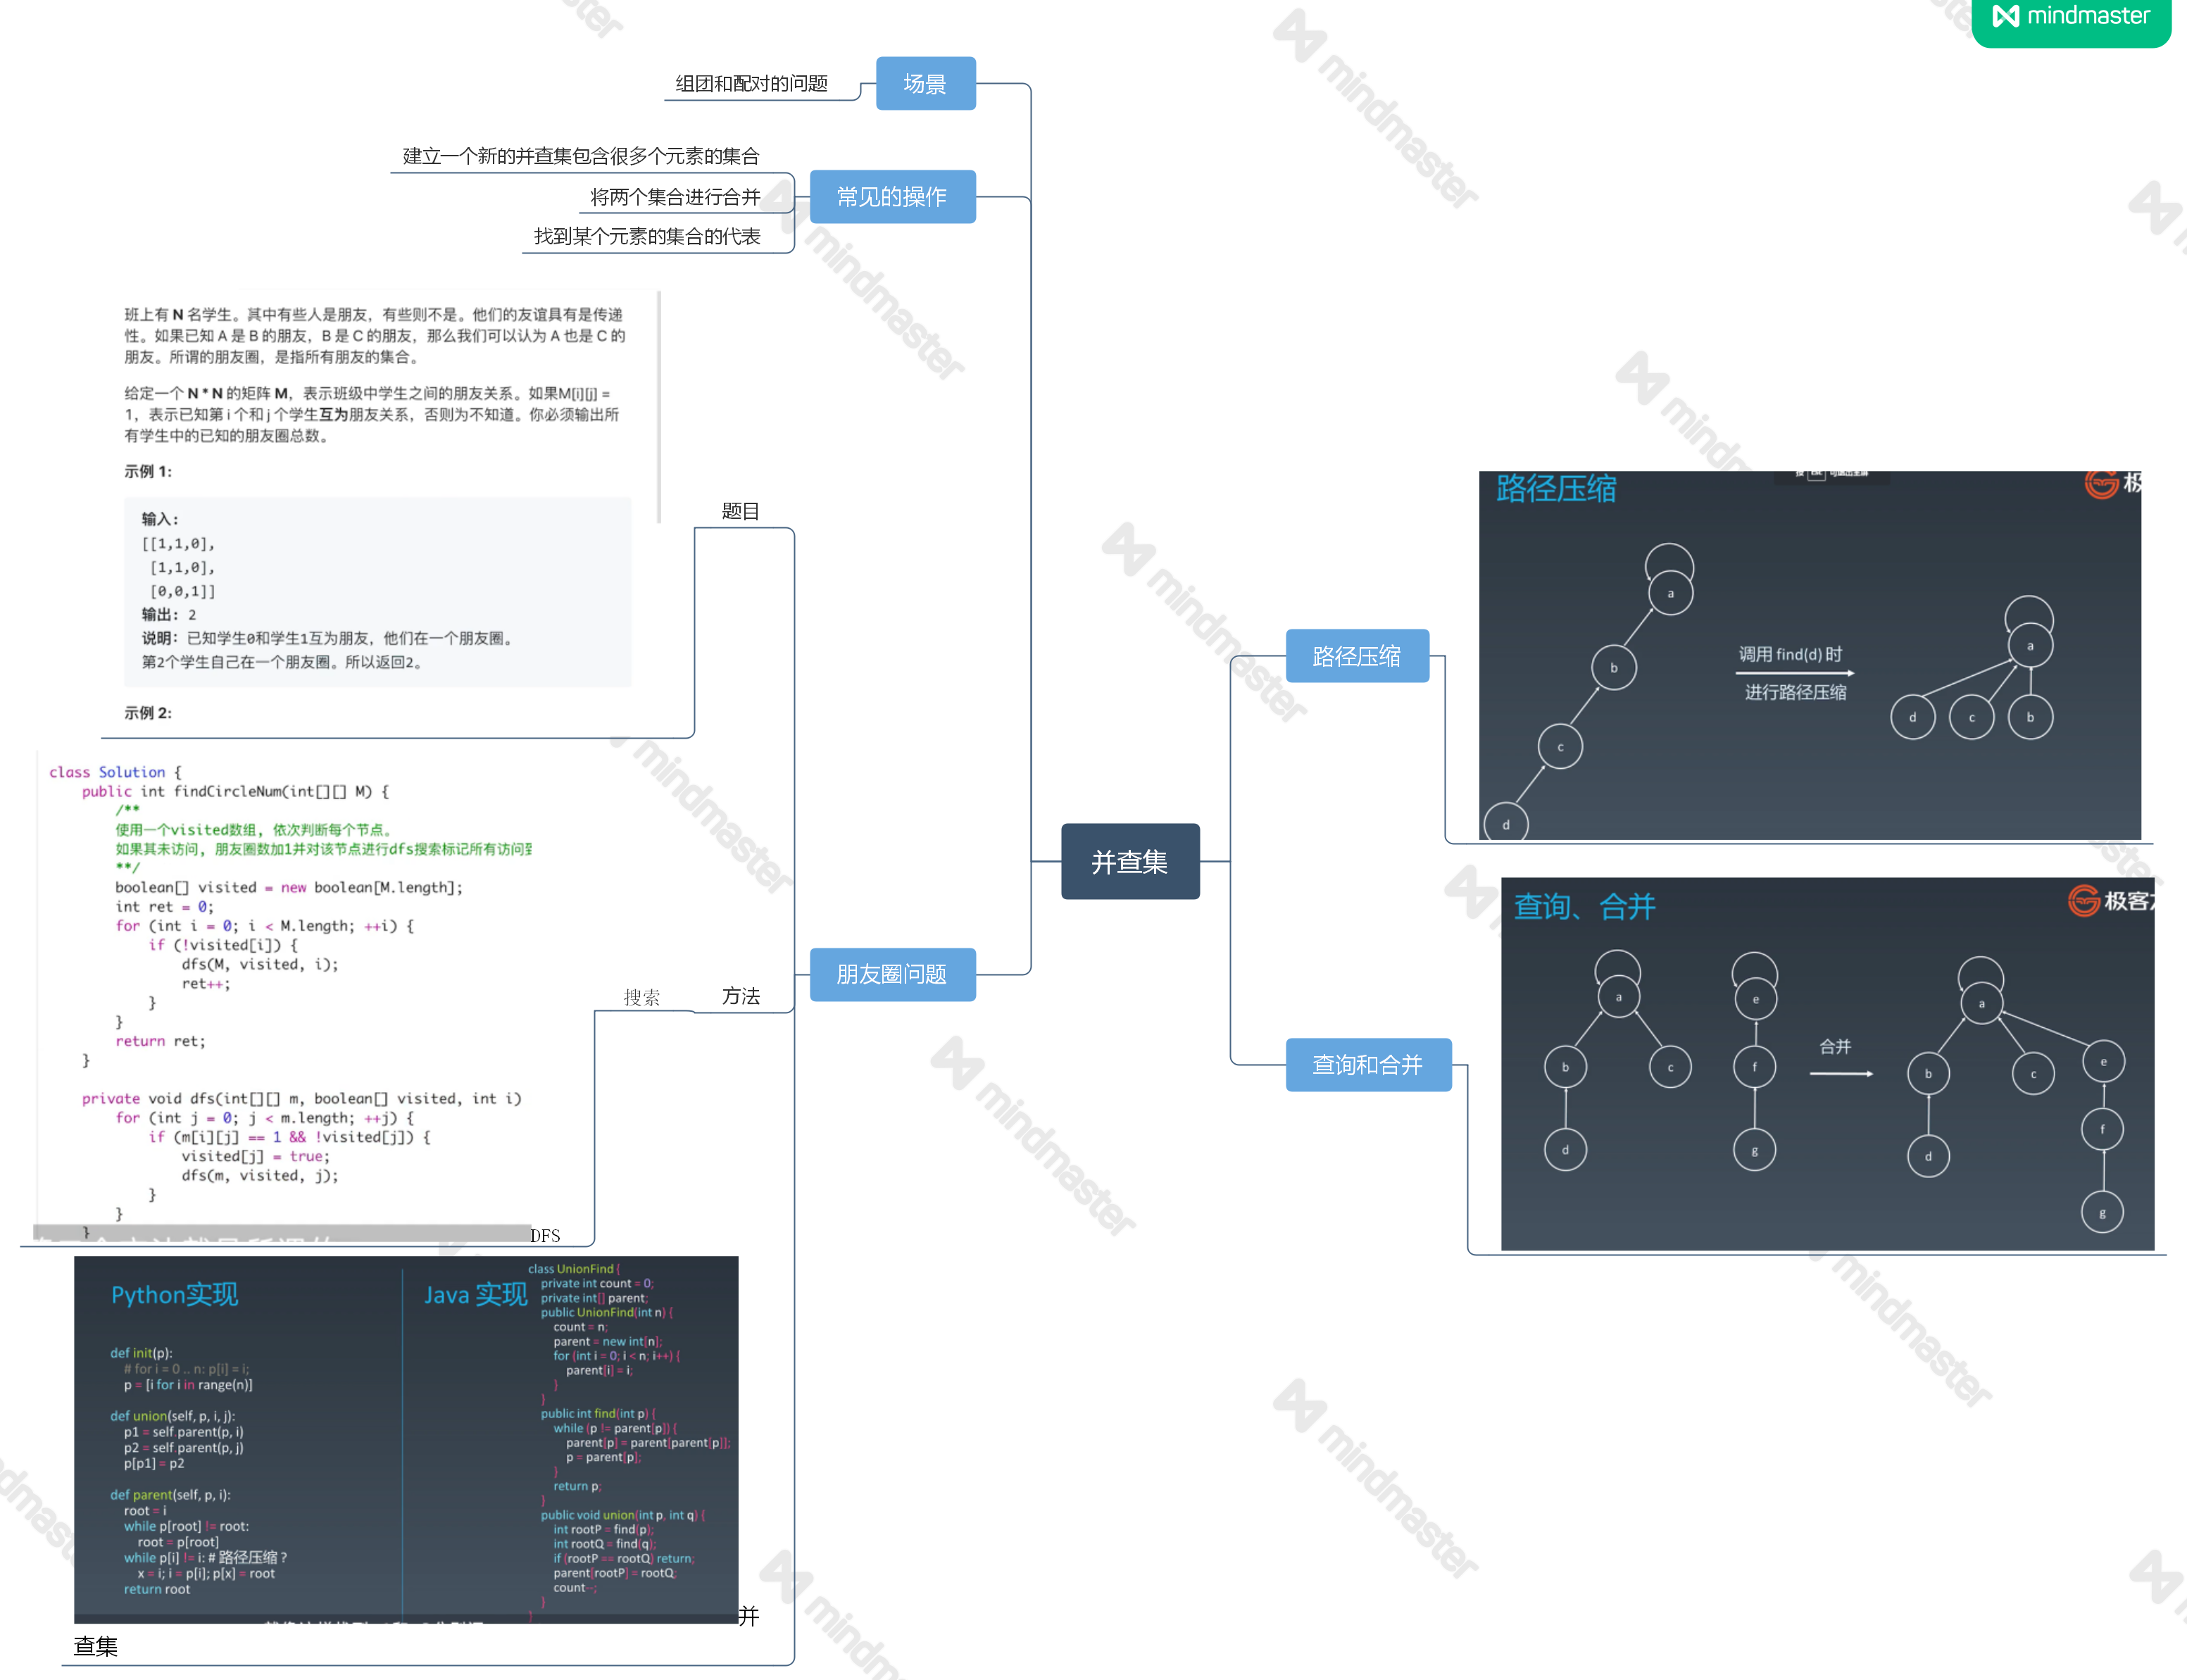 mindmaster
场景
组团和配对的问题
常见的操作
建立一个新的并查集包含很多个元素的集合
将两个集合进行合并
找到某个元素的集合的代表
班上有 N 名学生。其中有些人是朋友，有些则不是。他们的友谊具有是传递
性。如果已知 A 是 B 的朋友，B 是 C 的朋友，那么我们可以认为 A 也是 C 的
朋友。所谓的朋友圈，是指所有朋友的集合。
给定一个 N * N 的矩阵 M，表示班级中学生之间的朋友关系。如果M[i][j] =
1，表示已知第 i 个和 j 个学生互为朋友关系，否则为不知道。你必须输出所
有学生中的已知的朋友圈总数。
示例 1:
输入:
[[1,1,0],
[1,1,0],
[0,0,1]]
输出: 2
说明: 已知学生0和学生1互为朋友，他们在一个朋友圈。
第2个学生自己在一个朋友圈。所以返回2。
示例 2:
题目
class Solution {
public int findCircleNum(int[][] M) {
/**
使用一个visited数组, 依次判断每个节点。
如果其未访问, 朋友圈数加1并对该节点进行dfs搜索标记所有访问到
**/
boolean[] visited = new boolean[M.length];
int ret = 0;
for (int i = 0; i < M.length; ++i) {
if (!visited[i]) {
dfs(M, visited, i);
ret++;
}
}
return ret;
}
private void dfs(int[][] m, boolean[] visited, int i)
for (int j = 0; j < m.length; ++j) {
if (m[i][j] == 1 && !visited[j]) {
visited[j] = true;
dfs(m, visited, j);
}
}
}
DFS
搜索
方法
朋友圈问题
Python实现
def init(p):
# for i = 0 .. n: p[i] = i;
p = [i for i in range(n)]
def union(self, p, i, j):
p1 = self.parent(p, i)
p2 = self.parent(p, j)
p[p1] = p2
def parent(self, p, i):
root = i
while p[root] != root:
root = p[root]
while p[i] != i: # 路径压缩 ?
x = i; i = p[i]; p[x] = root
return root
Java 实现
class UnionFind {
private int count = 0;
private int[] parent;
public UnionFind(int n) {
count = n;
parent = new int[n];
for (int i = 0; i < n; i++) {
parent[i] = i;
}
}
public int find(int p) {
while (p != parent[p]) {
parent[p] = parent[parent[p]];
p = parent[p];
}
return p;
}
public void union(int p, int q) {
int rootP = find(p);
int rootQ = find(q);
if (rootP == rootQ) return;
parent[rootP] = rootQ;
count--;
}
}
并
查集
并查集
路径压缩
路径压缩
极
a
b
c
d
调用 find(d) 时
进行路径压缩
a
d c b
查询和合并
查询、合并
极客
a
b c
d
e
f
g
合并
a
b c e
d f
g
mindmaster
mindmaster
mindmaster
mindmaster
mindmaster
mindmaster
mindmaster
mindmaster
mindmaster